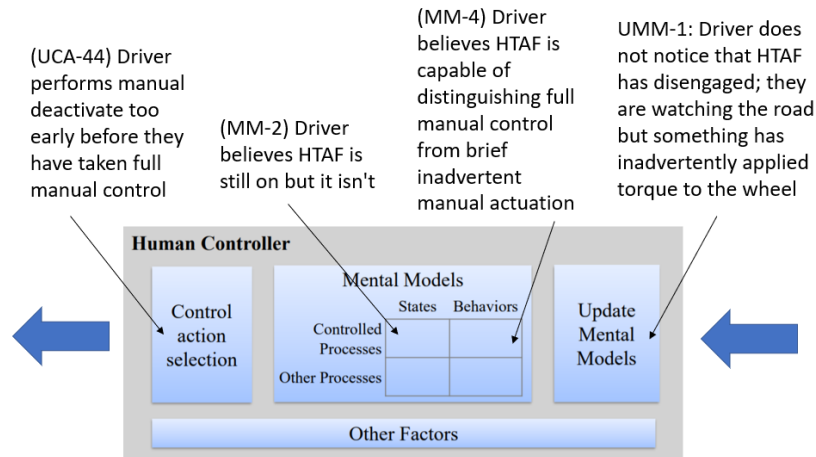 (UCA-44) Driver
performs manual
deactivate too
early before they
have taken full
manual control
(MM-2) Driver
believes HTAF is
still on but it isn't
(MM-4) Driver
believes HTAF is
capable of
distinguishing full
manual control
from brief
inadvertent
manual actuation
UMM-1: Driver does
not notice that HTAF
has disengaged; they
are watching the road
but something has
inadvertently applied
torque to the wheel
Human Controller
Control
action
selection
Mental Models
States Behaviors
Controlled
Processes
Other Processes
Update
Mental
Models
Other Factors